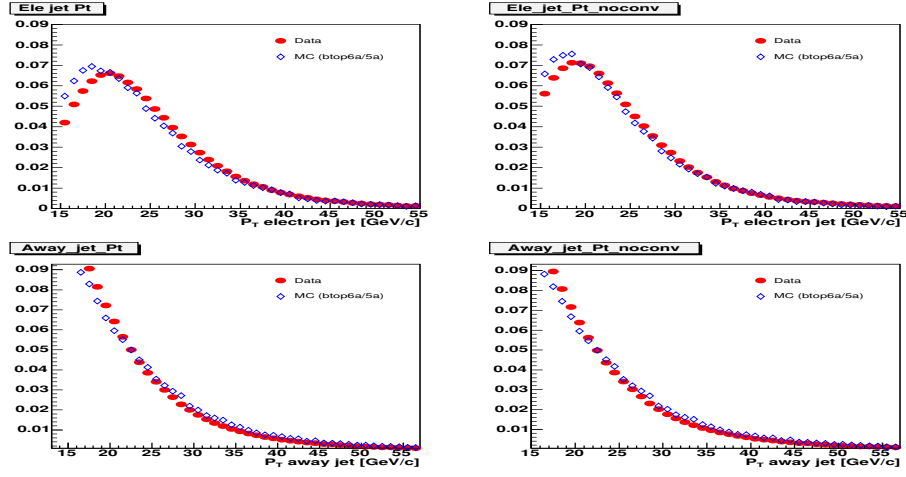 Ele jet Pt
0.09
0.08
0.07
0.06
0.05
0.04
0.03
0.02
0.01
0
15 20 25 30 35 40 45 50 55
P_T electron jet [GeV/c]
Data
MC (btop6a/5a)
Ele_jet_Pt_noconv
0.09
0.08
0.07
0.06
0.05
0.04
0.03
0.02
0.01
0
15 20 25 30 35 40 45 50 55
P_T electron jet [GeV/c]
Data
MC (btop6a/5a)
Away_jet_Pt
0.09
0.08
0.07
0.06
0.05
0.04
0.03
0.02
0.01
15 20 25 30 35 40 45 50 55
P_T away jet [GeV/c]
Data
MC (btop6a/5a)
Away_jet_Pt_noconv
0.09
0.08
0.07
0.06
0.05
0.04
0.03
0.02
0.01
15 20 25 30 35 40 45 50 55
P_T away jet [GeV/c]
Data
MC (btop6a/5a)